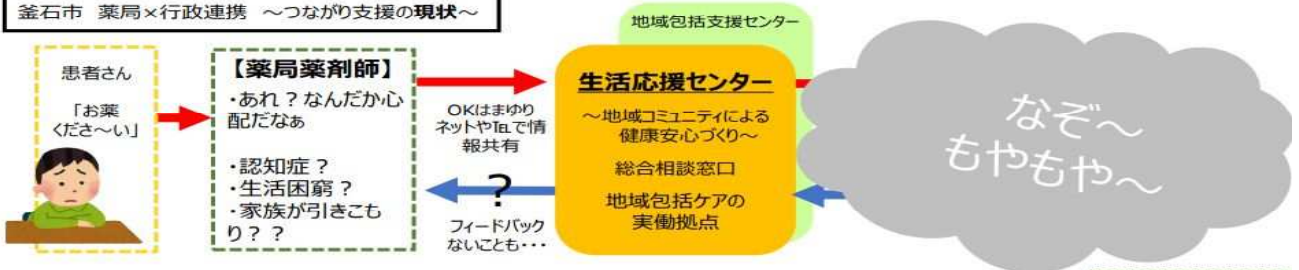 釜石市 薬局×行政連携 ～つながり支援の現状～
患者さん
「お薬
くださ～い」
【薬局薬剤師】
・あれ？なんだか心
配だなぁ
・認知症？
・生活困窮？
・家族が引きこも
り？？
OKはまゆり
ネットや℡で情
報共有
？
フィードバック
ないことも・・・
地域包括支援センター
生活応援センター
～地域コミュニティによる
健康安心づくり～
総合相談窓口
地域包括ケアの
実働拠点
なぞ～
もやもや～